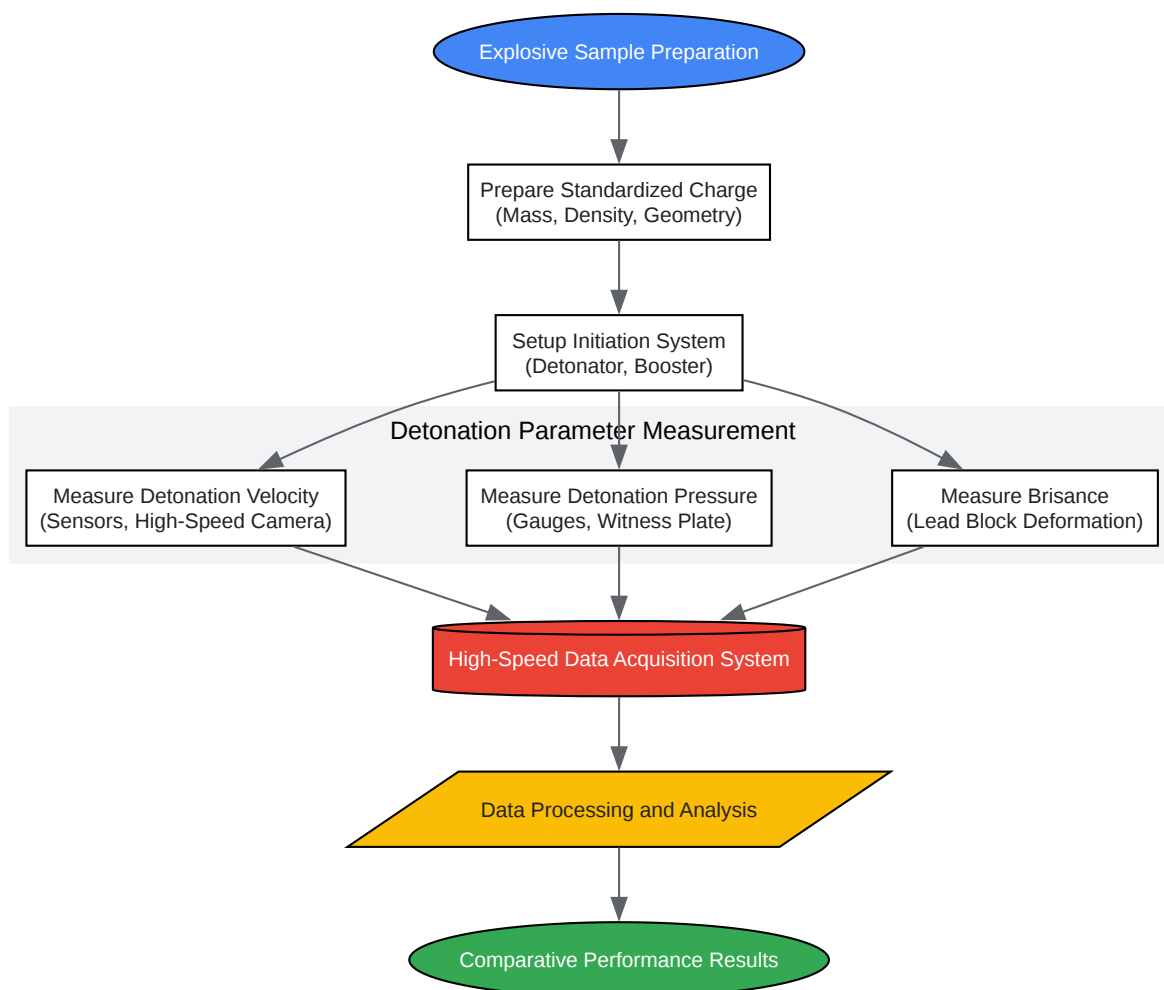 Explosive Sample Preparation
Prepare Standardized Charge
(Mass, Density, Geometry)
Setup Initiation System
(Detonator, Booster)
Detonation Parameter Measurement
Measure Detonation Velocity
(Sensors, High-Speed Camera)
Measure Detonation Pressure
(Gauges, Witness Plate)
Measure Brisance
(Lead Block Deformation)
High-Speed Data Acquisition System
Data Processing and Analysis
Comparative Performance Results